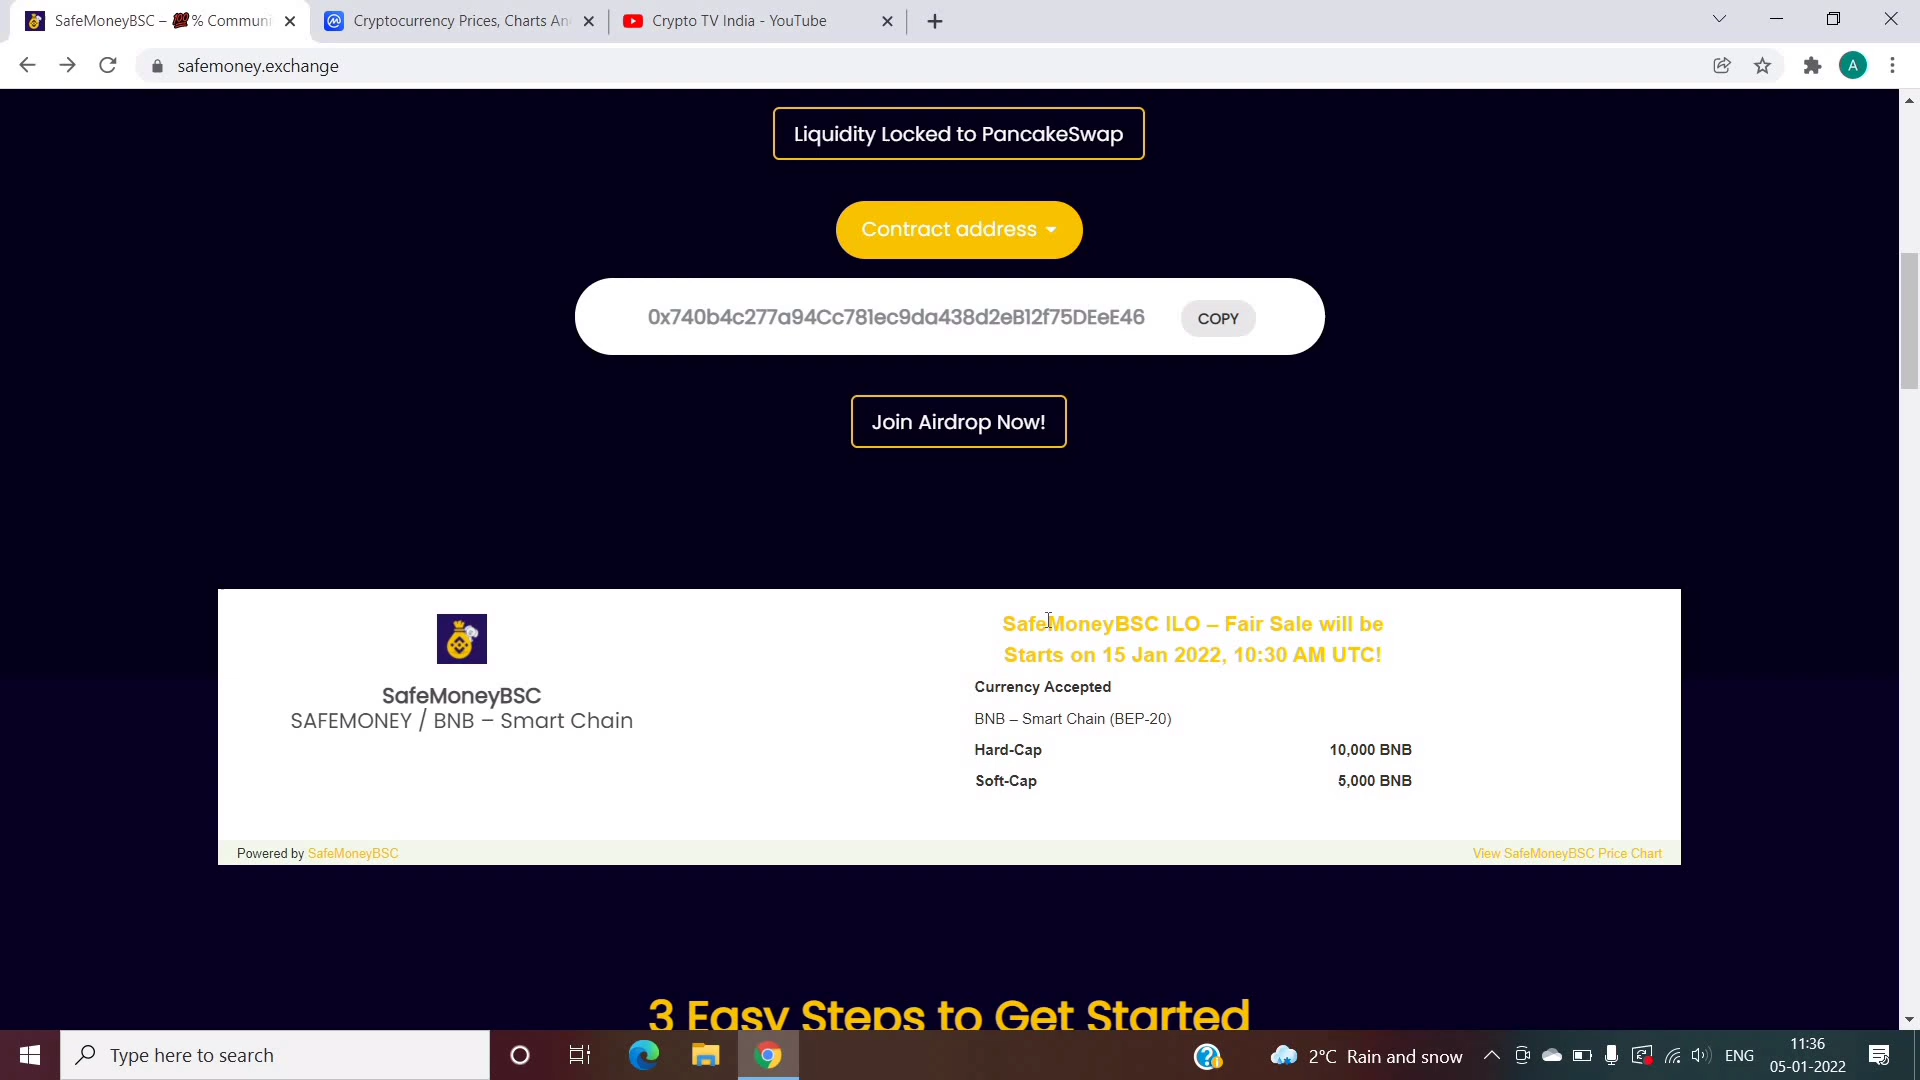 SafeMoneyBSC – 💯% Communi
Cryptocurrency Prices, Charts An
Crypto TV India - YouTube
safemoney.exchange
A
Liquidity Locked to PancakeSwap
Contract address
0x740b4c277a94Cc781ec9da438d2eB12f75DEeE46
COPY
Join Airdrop Now!
SafeMoneyBSC ILO – Fair Sale will be
Starts on 15 Jan 2022, 10:30 AM UTC!
SafeMoneyBSC
SAFEMONEY / BNB – Smart Chain
Currency Accepted
BNB – Smart Chain (BEP-20)
Hard-Cap 10,000 BNB
Soft-Cap 5,000 BNB
Powered by SafeMoneyBSC
View SafeMoneyBSC Price Chart
3 Easy Steps to Get Started
Type here to search
2°C Rain and snow
ENG
11:36
05-01-2022